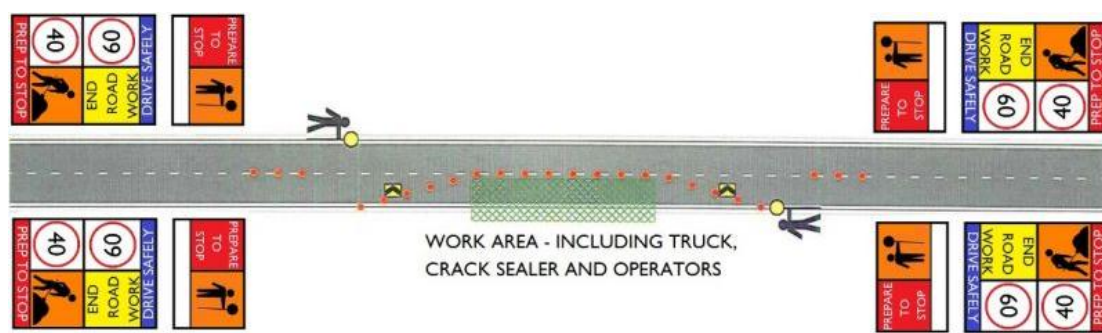 PREP TO STOP
40
60
END
ROAD
WORK
DRIVE SAFELY
PREPARE
TO
STOP
PREPARE
TO
STOP
DRIVE SAFELY
END
ROAD
WORK
60
40
PREP TO STOP
WORK AREA - INCLUDING TRUCK,
CRACK SEALER AND OPERATORS
PREP TO STOP
40
60
END
ROAD
WORK
DRIVE SAFELY
PREPARE
TO
STOP
PREPARE
TO
STOP
DRIVE SAFELY
END
ROAD
WORK
60
40
PREP TO STOP